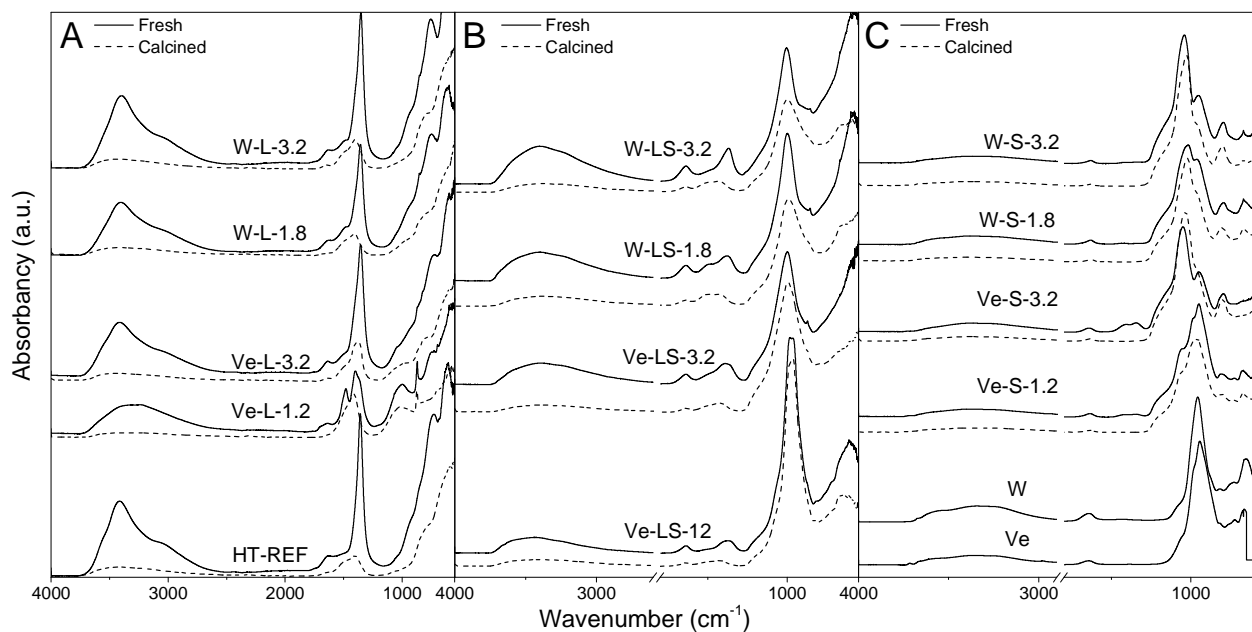 A
Fresh
Calcined
W-L-3.2
W-L-1.8
Ve-L-3.2
Ve-L-1.2
HT-REF
B
Fresh
Calcined
W-LS-3.2
W-LS-1.8
Ve-LS-3.2
Ve-LS-12
C
Fresh
Calcined
W-S-3.2
W-S-1.8
Ve-S-3.2
Ve-S-1.2
W
Ve
Absorbancy (a.u.)
4000 3000 2000 1000 4000 3000 1000 4000 3000 1000
Wavenumber (cm-1)